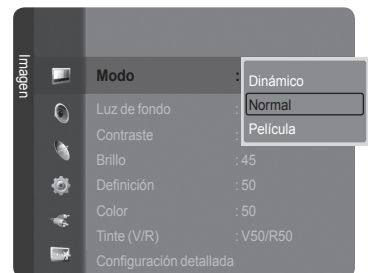 Imagen
Modo :
Dinámico
Normal
Película
Luz de fondo :
Contraste :
Brillo : 45
Definición : 50
Color : 50
Tinte (V/R) : V50/R50
Configuración detallada